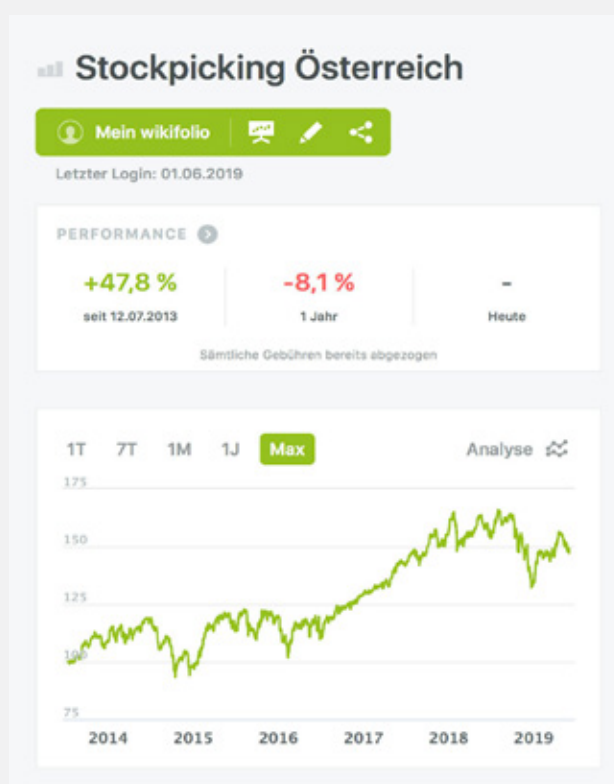 Stockpicking Österreich
Mein wikifolio
Letzter Login: 01.06.2019
PERFORMANCE
+47,8 % -8,1 % -
seit 12.07.2013 1 Jahr Heute
Sämtliche Gebühren bereits abgezogen
1T 7T 1M 1J Max Analyse
175
150
125
100
75
2014 2015 2016 2017 2018 2019